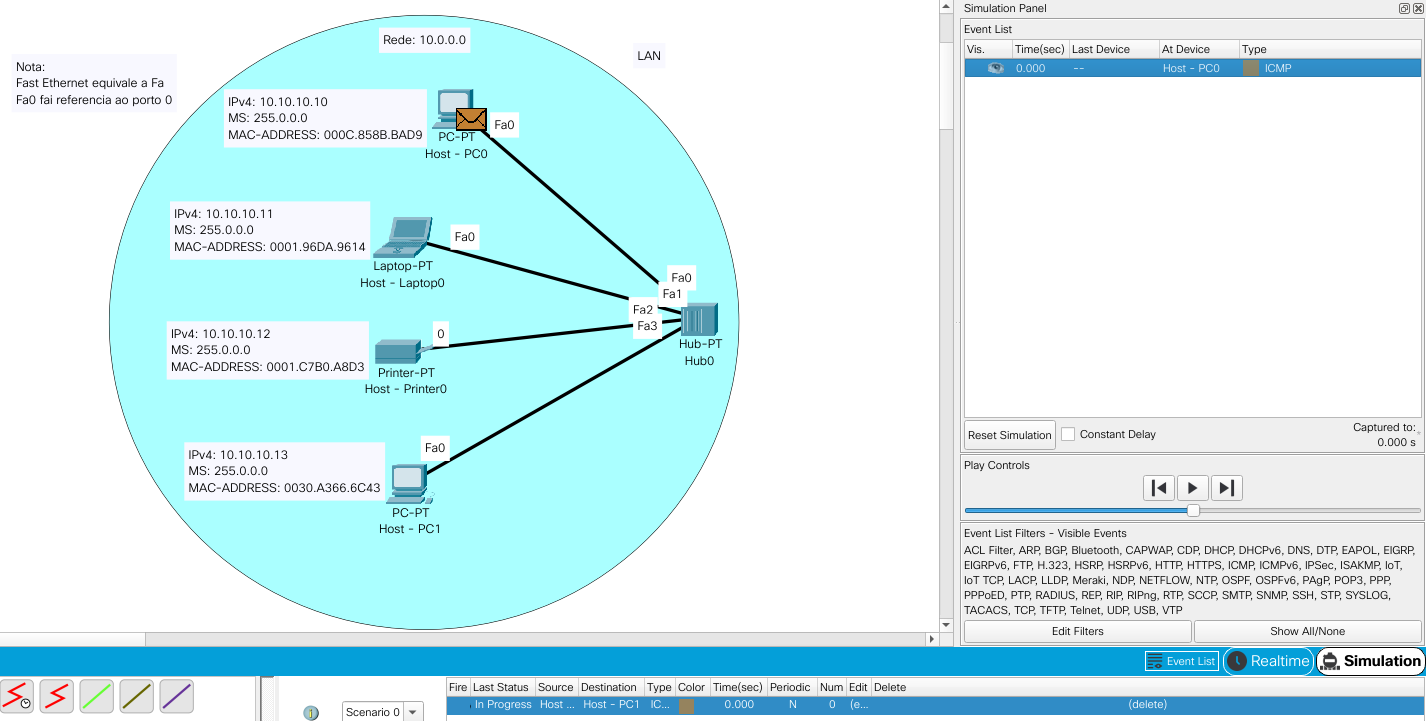 Rede: 10.0.0.0
LAN
Nota:
Fast Ethernet equivale a Fa
Fa0 fai referencia ao porto 0
IPv4: 10.10.10.10
MS: 255.0.0.0
MAC-ADDRESS: 000C.858B.BAD9
Fa0
PC-PT
Host - PC0
IPv4: 10.10.10.11
MS: 255.0.0.0
MAC-ADDRESS: 0001.96DA.9614
Fa0
Laptop-PT
Host - Laptop0
Fa0
Fa1
Fa2
Fa3
Hub-PT
Hub0
IPv4: 10.10.10.12
MS: 255.0.0.0
MAC-ADDRESS: 0001.C7B0.A8D3
0
Printer-PT
Host - Printer0
IPv4: 10.10.10.13
MS: 255.0.0.0
MAC-ADDRESS: 0030.A366.6C43
Fa0
PC-PT
Host - PC1
Simulation Panel
Event List
Vis. Time(sec) Last Device At Device Type
0.000 -- Host - PC0 ICMP
Reset Simulation Constant Delay Captured to:
0.000 s
Play Controls
Event List Filters - Visible Events
ACL Filter, ARP, BGP, Bluetooth, CAPWAP, CDP, DHCP, DHCPv6, DNS, DTP, EAPOL, EIGRP,
EIGRPv6, FTP, H.323, HSRP, HSRPv6, HTTP, HTTPS, ICMP, ICMPv6, IPSec, ISAKMP, IoT,
IoT TCP, LACP, LLDP, Meraki, NDP, NETFLOW, NTP, OSPF, OSPFv6, PAgP, POP3, PPP,
PPPoED, PTP, RADIUS, REP, RIP, RIPng, RTP, SCCP, SMTP, SNMP, SSH, STP, SYSLOG,
TACACS, TCP, TFTP, Telnet, UDP, USB, VTP
Edit Filters Show All/None
Event List Realtime Simulation
Fire Last Status Source Destination Type Color Time(sec) Periodic Num Edit Delete
In Progress Host ... Host - PC1 IC... 0.000 N 0 (e... (delete)
Scenario 0